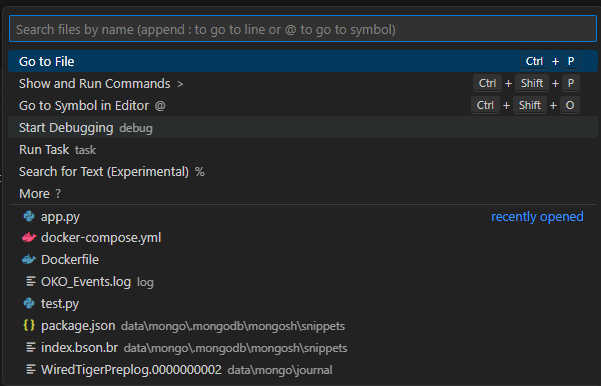 Search files by name (append : to go to line or @ to go to symbol)
Go to File Ctrl + P
Show and Run Commands > Ctrl + Shift + P
Go to Symbol in Editor @ Ctrl + Shift + O
Start Debugging debug
Run Task task
Search for Text (Experimental) %
More ?
app.py recently opened
docker-compose.yml
Dockerfile
OKO_Events.log log
test.py
package.json data\mongo\.mongodb\mongosh\snippets
index.bson.br data\mongo\.mongodb\mongosh\snippets
WiredTigerPreplog.0000000002 data\mongo\journal